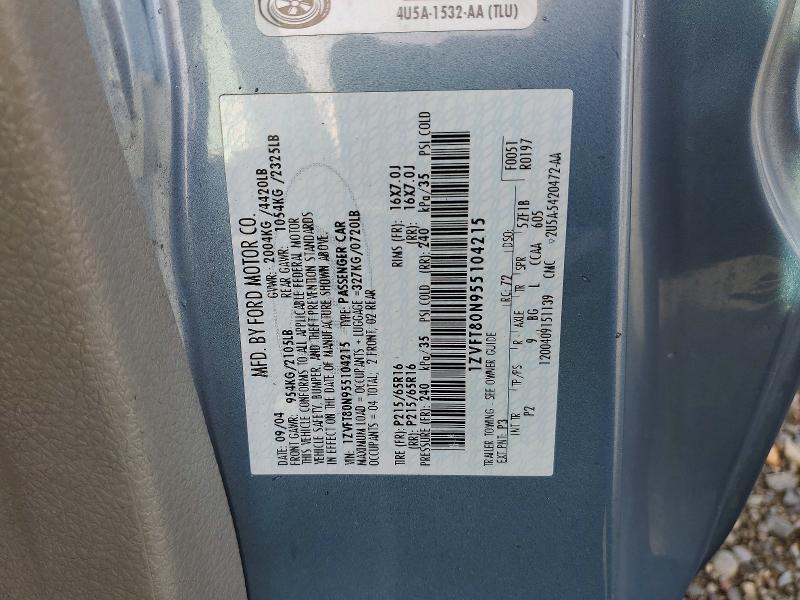 4U5A-1532-AA (TLU)
MFD. BY FORD MOTOR CO.
DATE: 09/04 GVWR: 2004KG /4420LB
FRONT GAWR: 954KG/2105LB REAR GAWR: 1054KG /2325LB
THIS VEHICLE CONFORMS TO ALL APPLICABLE FEDERAL MOTOR
VEHICLE SAFETY, BUMPER, AND THEFT PREVENTION STANDARDS
IN EFFECT ON THE DATE OF MANUFACTURE SHOWN ABOVE.
VIN: 1ZVFT80N955104215 TYPE: PASSENGER CAR
MAXIMUM LOAD = OCCUPANTS + LUGGAGE =327KG/0720LB
OCCUPANTS = 04 TOTAL: 2 FRONT, 02 REAR
TIRE (FR): P215/65R16 RIMS (FR): 16X7.0J
(RR): P215/65R16 (RR): 16X7.0J
PRESSURE (FR): 240 kPa/35 PSI COLD (RR): 240 kPa/35 PSI COLD
1ZVFT80N955104215
TRAILER TOWING - SEE OWNER GUIDE F0051
EXT PNT: P3 RC: 72 DSO: R0197
INT TR TP/PS R AXLE TR SPR 5ZF1B
P2 9 BG L CCAA 605
1200409151139 CMC 2U5A-5420472-AA